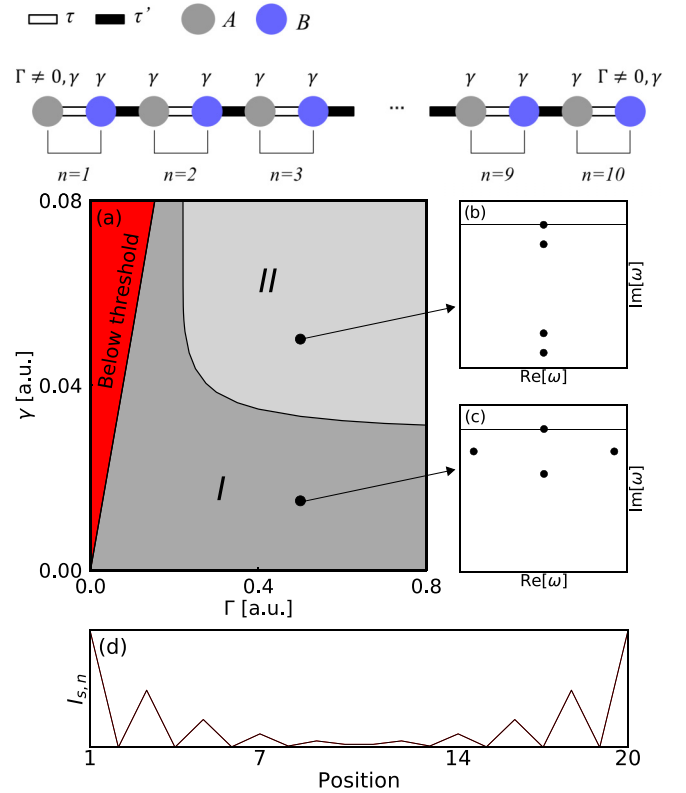 τ τ' A B
Γ ≠ 0, γ γ γ γ γ γ γ γ γ Γ ≠ 0, γ
...
n=1 n=2 n=3 n=9 n=10
(a)
Below threshold
I
II
γ [a.u.]
0.08
0.04
0.00
0.0 0.4 0.8
Γ [a.u.]
(b)
Im[ω]
Re[ω]
(c)
Im[ω]
Re[ω]
(d)
I_{s,n}
1 7 14 20
Position